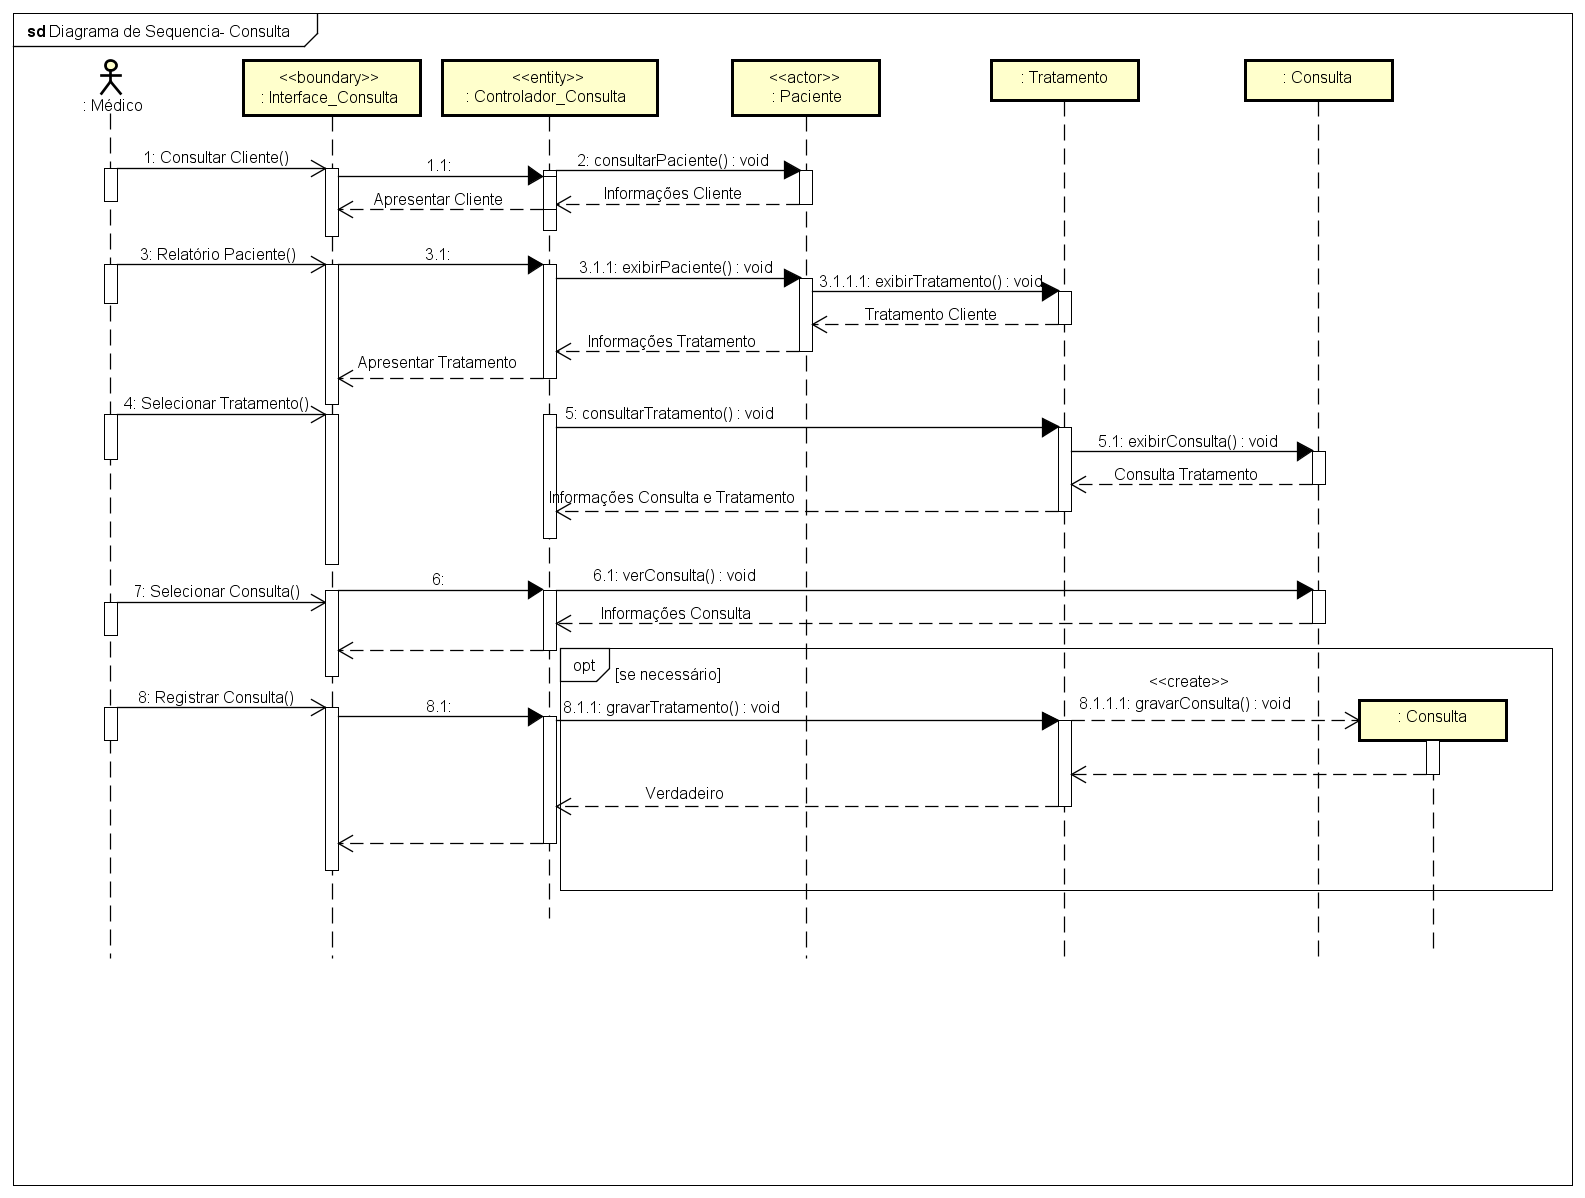 sd Diagrama de Sequencia- Consulta
: Médico
<<boundary>>
: Interface_Consulta
<<entity>>
: Controlador_Consulta
<<actor>>
: Paciente
: Tratamento
: Consulta
1: Consultar Cliente()
1.1:
2: consultarPaciente() : void
Informações Cliente
Apresentar Cliente
3: Relatório Paciente()
3.1:
3.1.1: exibirPaciente() : void
3.1.1.1: exibirTratamento() : void
Tratamento Cliente
Informações Tratamento
Apresentar Tratamento
4: Selecionar Tratamento()
5: consultarTratamento() : void
5.1: exibirConsulta() : void
Consulta Tratamento
Informações Consulta e Tratamento
7: Selecionar Consulta()
6:
6.1: verConsulta() : void
Informações Consulta
opt
[se necessário]
8: Registrar Consulta()
8.1:
8.1.1: gravarTratamento() : void
<<create>>
8.1.1.1: gravarConsulta() : void
: Consulta
Verdadeiro